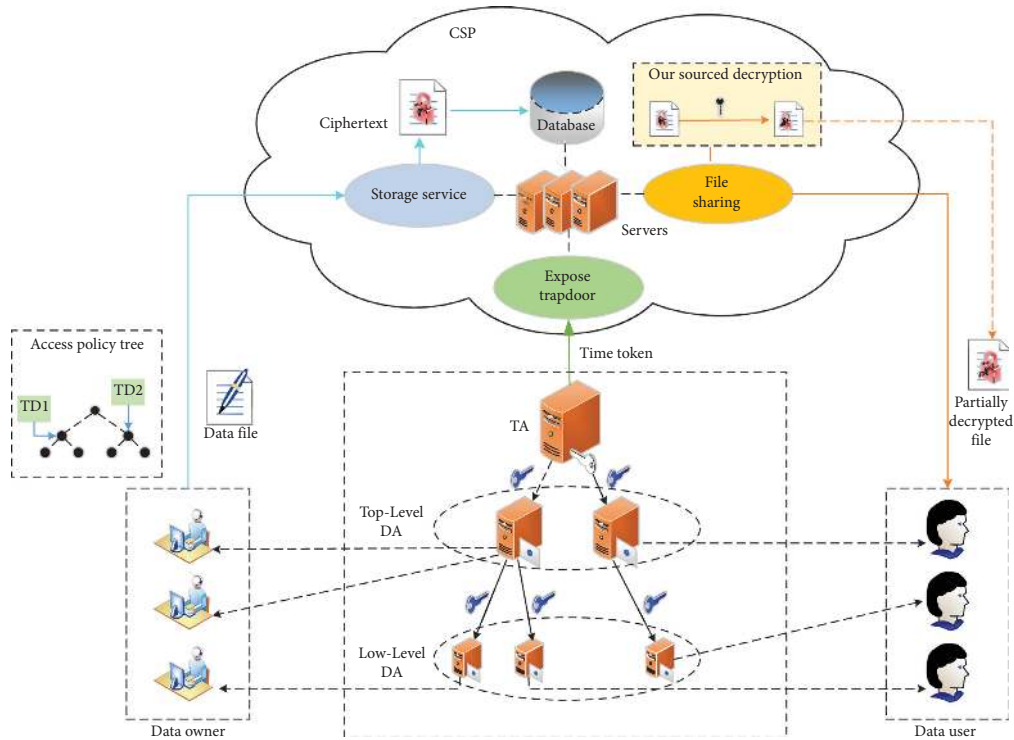 CSP
Our sourced decryption
Ciphertext
Database
Storage service
File
sharing
Servers
Expose
trapdoor
Access policy tree
TD1
TD2
Data file
Time token
TA
Partially
decrypted
file
Top-Level
DA
Low-Level
DA
Data owner
Data user